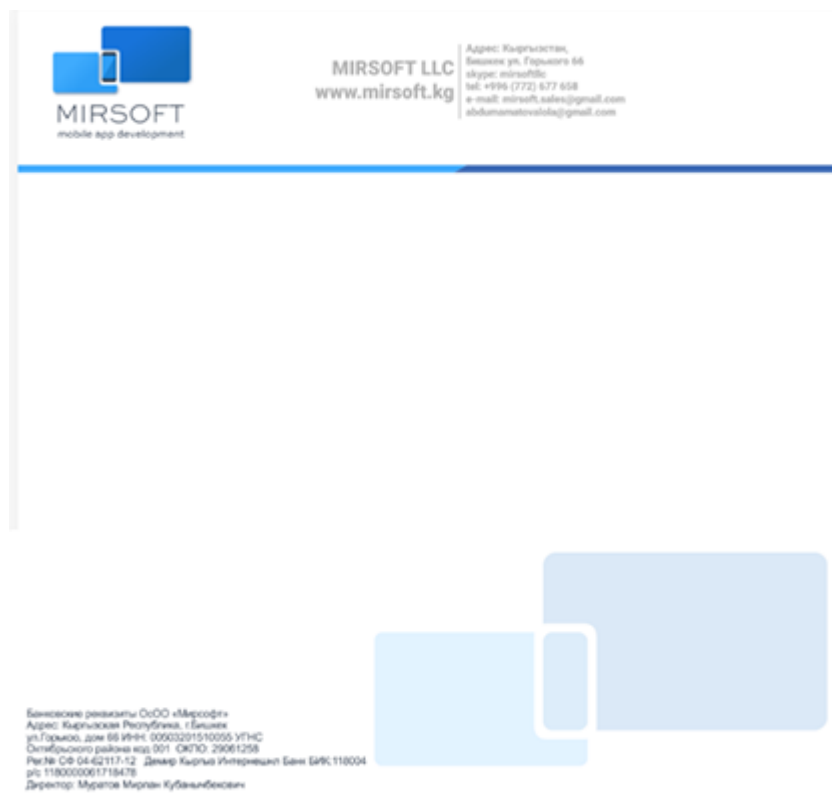 MIRSOFT
mobile app development
MIRSOFT LLC
www.mirsoft.kg
Адрес: Кыргызстан,
Бишкек ул. Горького 66
skype: mirsoftllc
tel: +996 (772) 677 658
e-mail: mirsoft.sales@gmail.com
abdumamatovalola@gmail.com
Банковские реквизиты ОсОО «Мирсофт»
Адрес: Кыргызская Республика, г.Бишкек
ул.Горького, дом 66 ИНН: 00503201510055 УГНС
Октябрьского района код 001 ОКПО: 29061258
Рег.№ СФ 04-62117-12 Демир Кыргыз Интернешнл Банк БИК:118004
р/с 1180000061718478
Директор: Муратов Мирлан Кубанычбекович